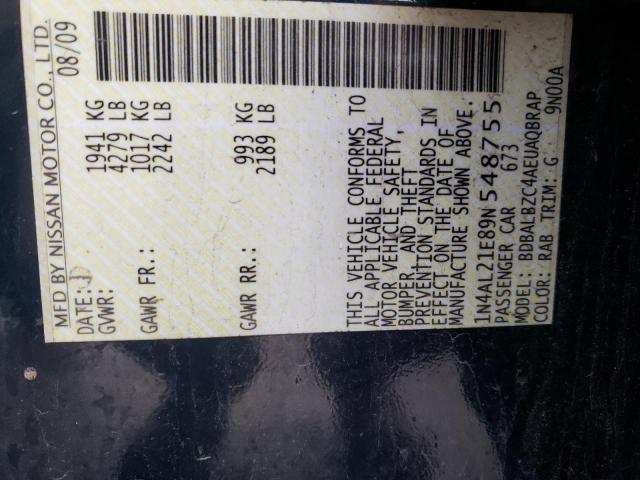 MFD BY NISSAN MOTOR CO., LTD.
DATE: 08/09
GVWR: 1941 KG
4279 LB
GAWR FR.: 1017 KG
2242 LB
GAWR RR.: 993 KG
2189 LB
THIS VEHICLE CONFORMS TO
ALL APPLICABLE FEDERAL
MOTOR VEHICLE SAFETY,
BUMPER, AND THEFT
PREVENTION STANDARDS IN
EFFECT ON THE DATE OF
MANUFACTURE SHOWN ABOVE.
1N4AL21E89N548755
PASSENGER CAR 673
MODEL: BDBALBZC4AEUAQBRAP
COLOR: RAB TRIM: G 9N00A